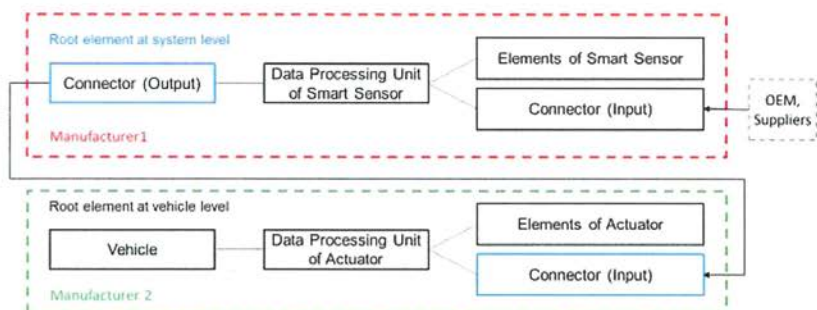 Root element at system level
Connector (Output)
Data Processing Unit
of Smart Sensor
Elements of Smart Sensor
Connector (Input)
OEM,
Suppliers
Manufacturer1
Root element at vehicle level
Vehicle
Data Processing Unit
of Actuator
Elements of Actuator
Connector (Input)
Manufacturer 2